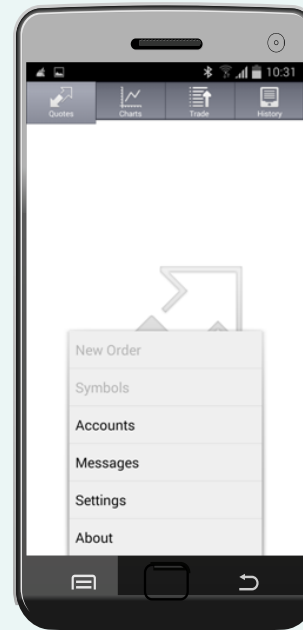 10:31
Quotes
Charts
Trade
History
New Order
Symbols
Accounts
Messages
Settings
About